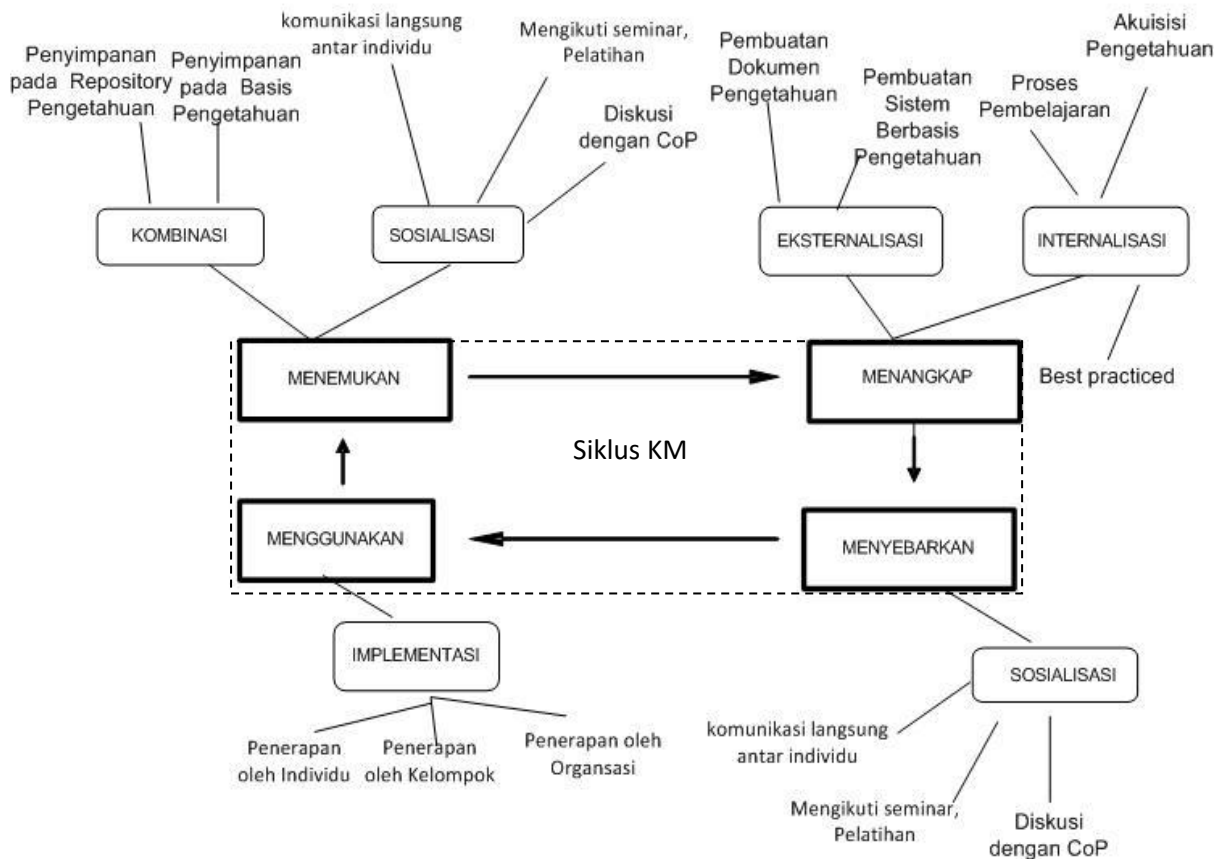 Penyimpanan
pada Repository
Pengetahuan
Penyimpanan
pada Basis
Pengetahuan
komunikasi langsung
antar individu
Mengikuti seminar,
Pelatihan
Diskusi
dengan CoP
Pembuatan
Dokumen
Pengetahuan
Pembuatan
Sistem
Berbasis
Pengetahuan
Proses
Pembelajaran
Akuisisi
Pengetahuan
KOMBINASI
SOSIALISASI
EKSTERNALISASI
INTERNALISASI
MENEMUKAN
MENANGKAP
Best practiced
Siklus KM
MENGGUNAKAN
MENYEBARKAN
IMPLEMENTASI
SOSIALISASI
Penerapan
oleh Individu
Penerapan
oleh Kelompok
Penerapan oleh
Organsasi
komunikasi langsung
antar individu
Mengikuti seminar,
Pelatihan
Diskusi
dengan CoP